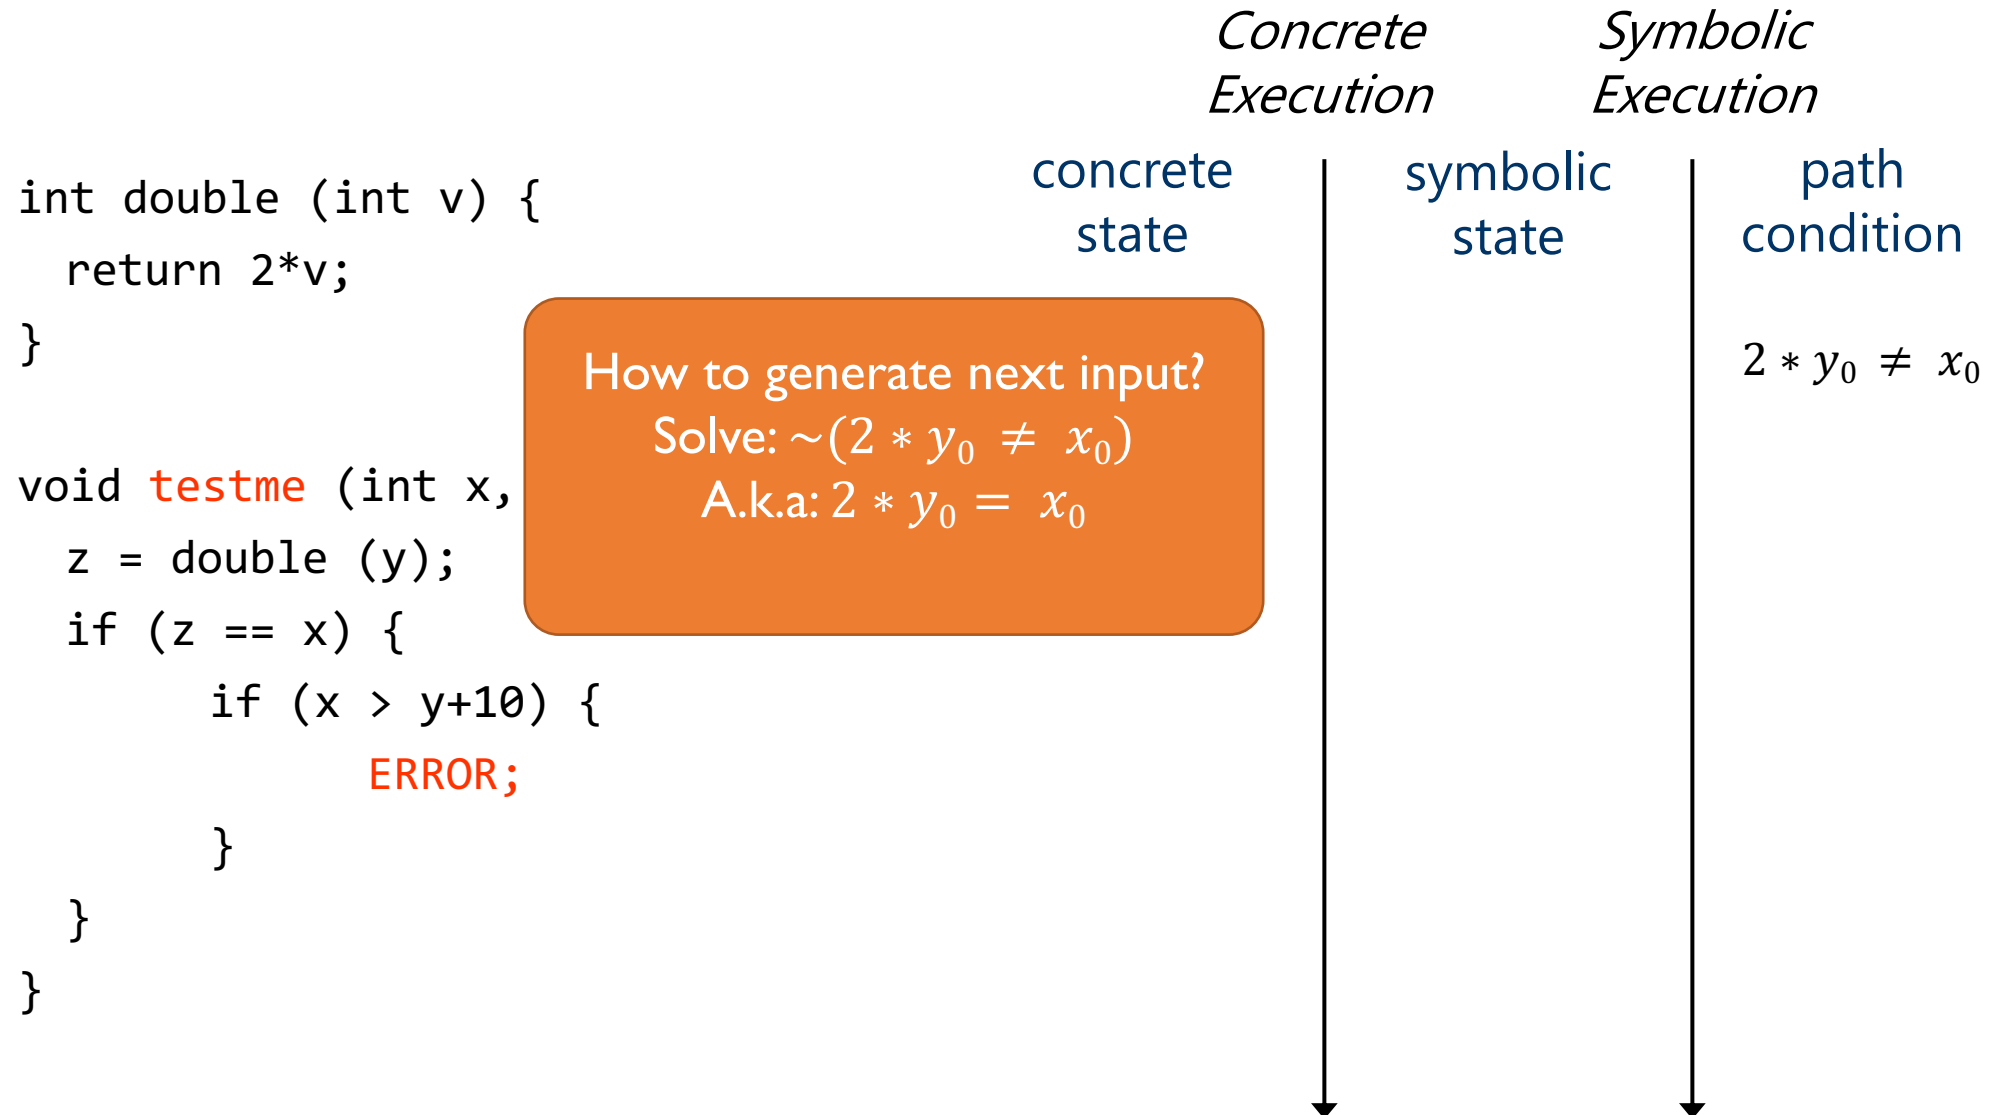 Concrete
Execution
Symbolic
Execution
concrete
state
symbolic
state
path
condition
int double (int v) {
return 2*v;
}
void testme (int x,
z = double (y);
if (z == x) {
if (x > y+10) {
ERROR;
}
}
}
How to generate next input?
Solve: ~(2 * y₀ ≠ x₀)
A.k.a: 2 * y₀ = x₀
2 * y₀ ≠ x₀